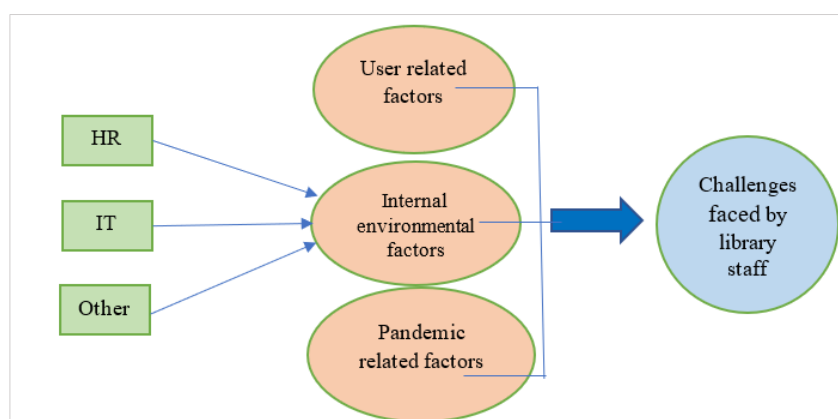 User related
factors
HR
IT
Other
Internal
environmental
factors
Pandemic
related factors
Challenges
faced by
library
staff